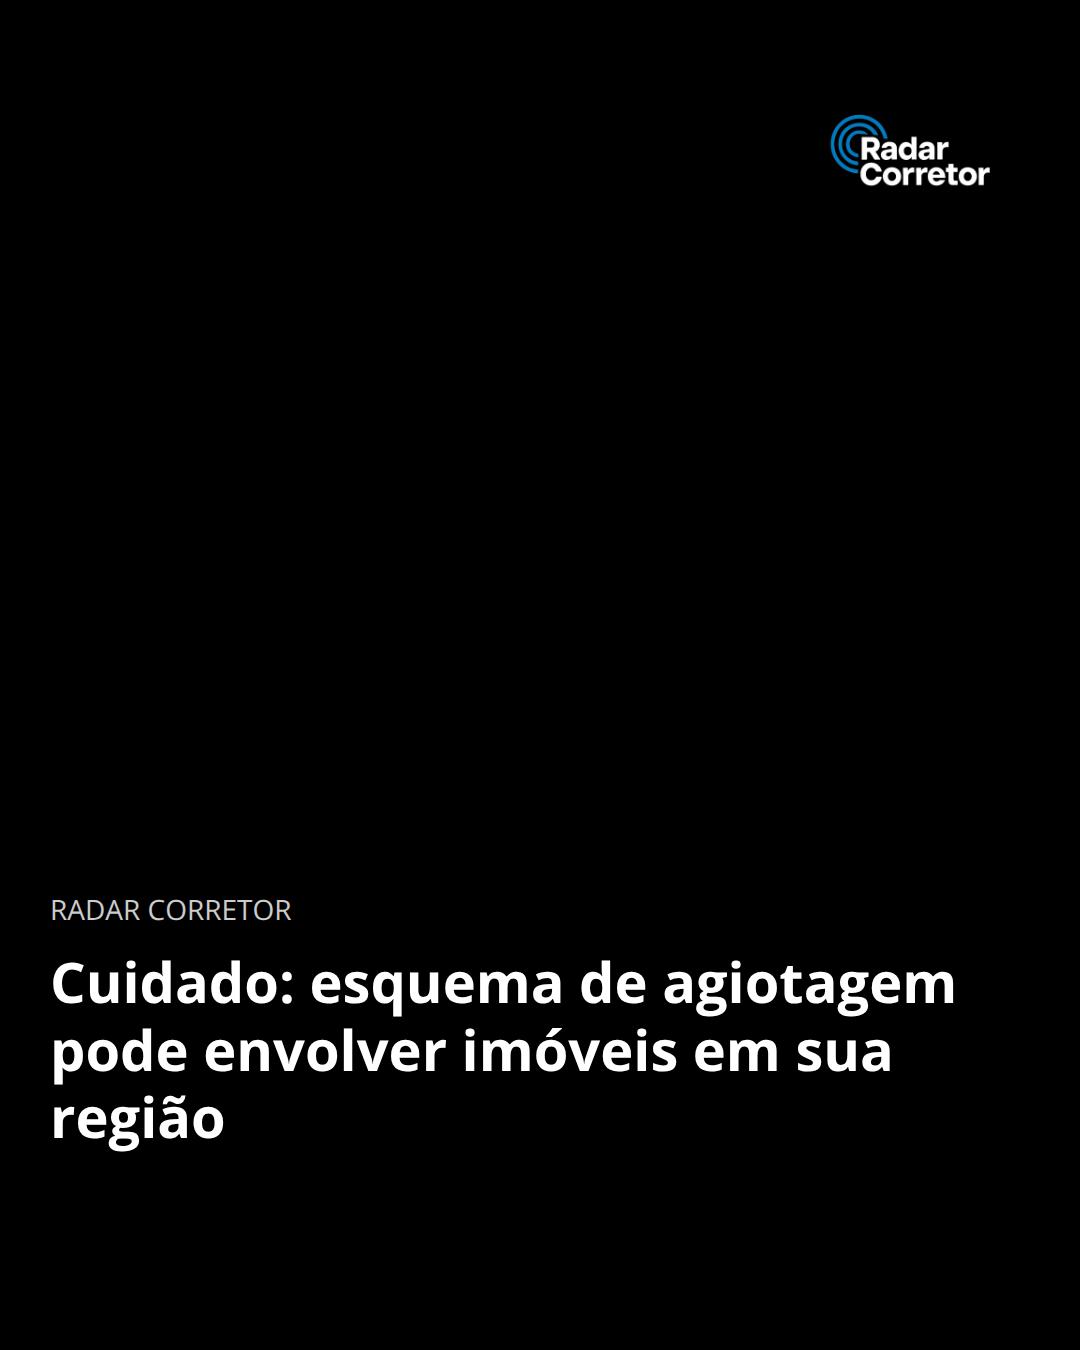 Radar
Corretor
RADAR CORRETOR
Cuidado: esquema de agiotagem
pode envolver imóveis em sua
região